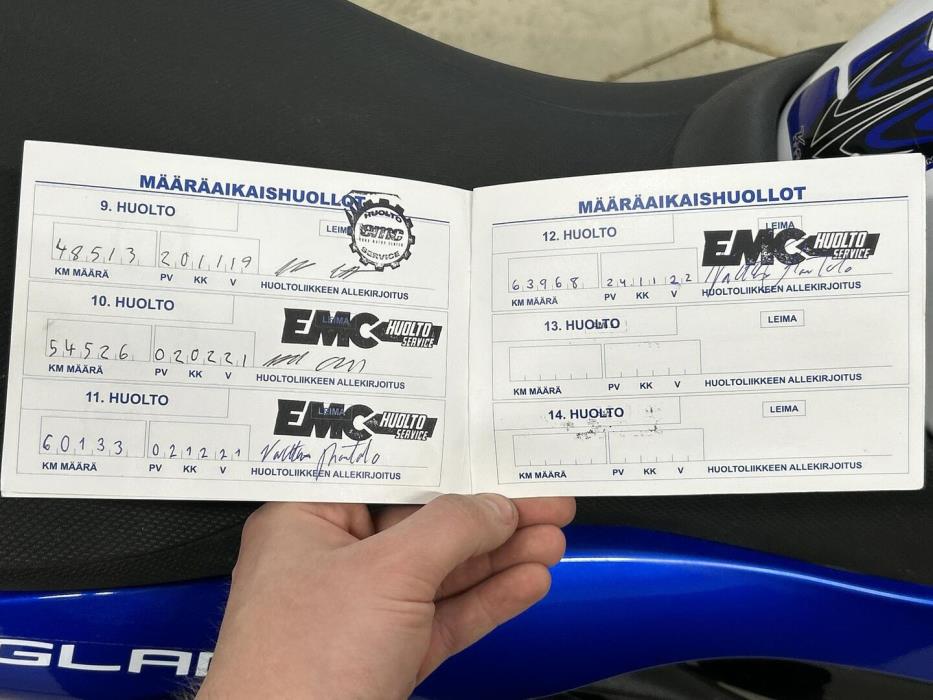 MÄÄRÄAIKAISHUOLLOT
9. HUOLTO
LEIMA
HUOLTO
EMC
SERVICE
48513
201119
KM MÄÄRÄ PV KK V HUOLTOLIIKKEEN ALLEKIRJOITUS
10. HUOLTO
LEIMA
EMC HUOLTO SERVICE
54526
020221
KM MÄÄRÄ PV KK V HUOLTOLIIKKEEN ALLEKIRJOITUS
11. HUOLTO
LEIMA
EMC HUOLTO SERVICE
60133
021221
KM MÄÄRÄ PV KK V HUOLTOLIIKKEEN ALLEKIRJOITUS
MÄÄRÄAIKAISHUOLLOT
12. HUOLTO
LEIMA
EMC HUOLTO SERVICE
63968
241122
KM MÄÄRÄ PV KK V HUOLTOLIIKKEEN ALLEKIRJOITUS
13. HUOLTO
LEIMA
KM MÄÄRÄ PV KK V HUOLTOLIIKKEEN ALLEKIRJOITUS
14. HUOLTO
LEIMA
KM MÄÄRÄ PV KK V HUOLTOLIIKKEEN ALLEKIRJOITUS